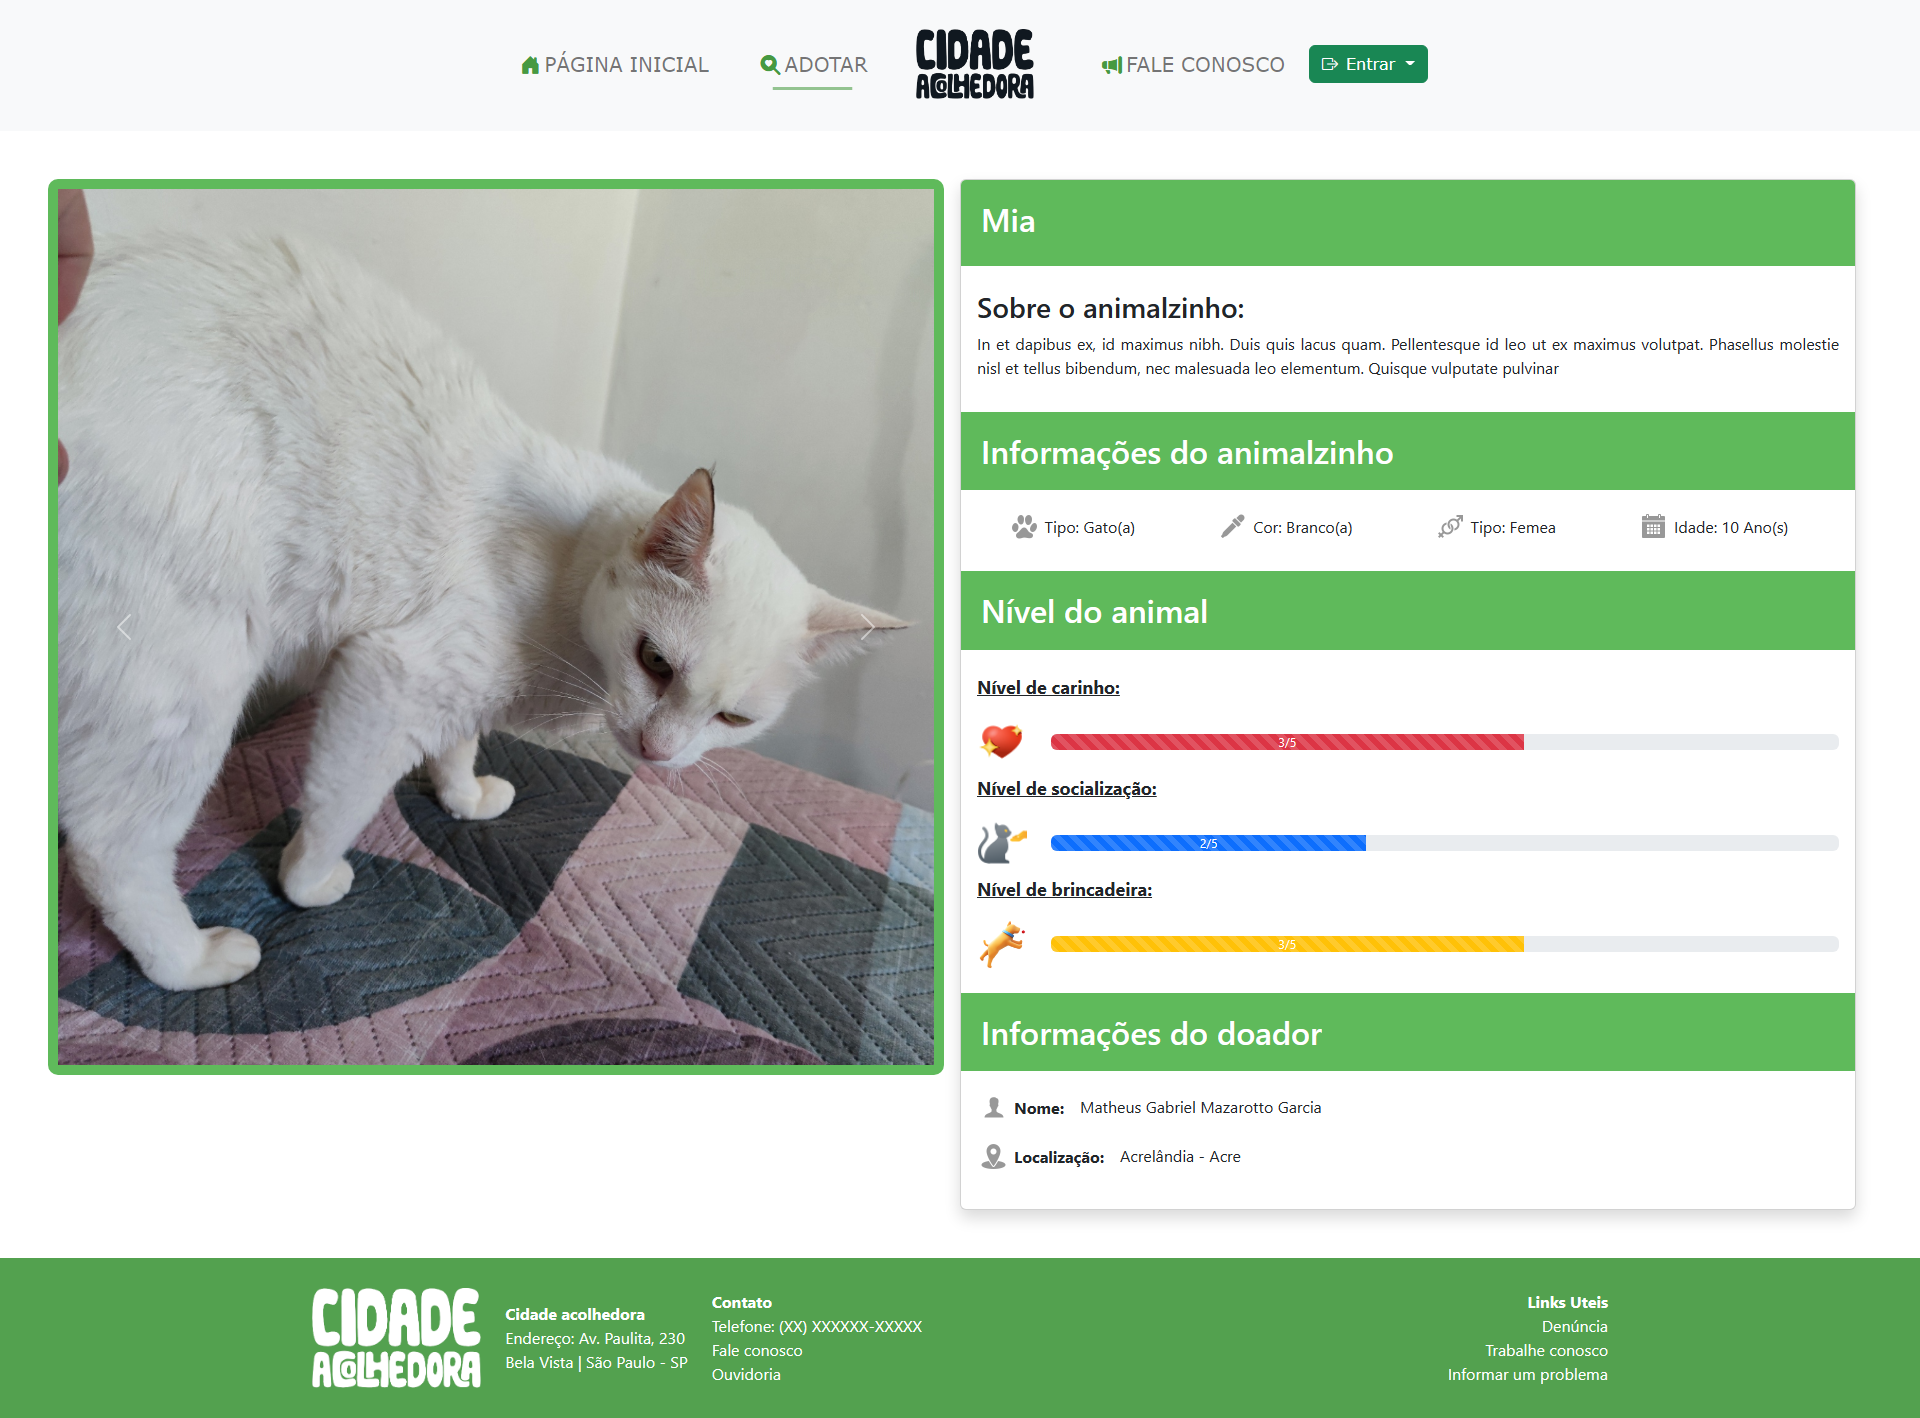 PÁGINA INICIAL
ADOTAR
CIDADE
ACOLHEDORA
FALE CONOSCO
Entrar
Mia
Sobre o animalzinho:
In et dapibus ex, id maximus nibh. Duis quis lacus quam. Pellentesque id leo ut ex maximus volutpat. Phasellus molestie
nisl et tellus bibendum, nec malesuada leo elementum. Quisque vulputate pulvinar
Informações do animalzinho
Tipo: Gato(a)
Cor: Branco(a)
Tipo: Femea
Idade: 10 Ano(s)
Nível do animal
Nível de carinho:
3/5
Nível de socialização:
2/5
Nível de brincadeira:
3/5
Informações do doador
Nome: Matheus Gabriel Mazarotto Garcia
Localização: Acrelândia - Acre
CIDADE
ACOLHEDORA
Cidade acolhedora
Endereço: Av. Paulita, 230
Bela Vista | São Paulo - SP
Contato
Telefone: (XX) XXXXXX-XXXXX
Fale conosco
Ouvidoria
Links Uteis
Denúncia
Trabalhe conosco
Informar um problema